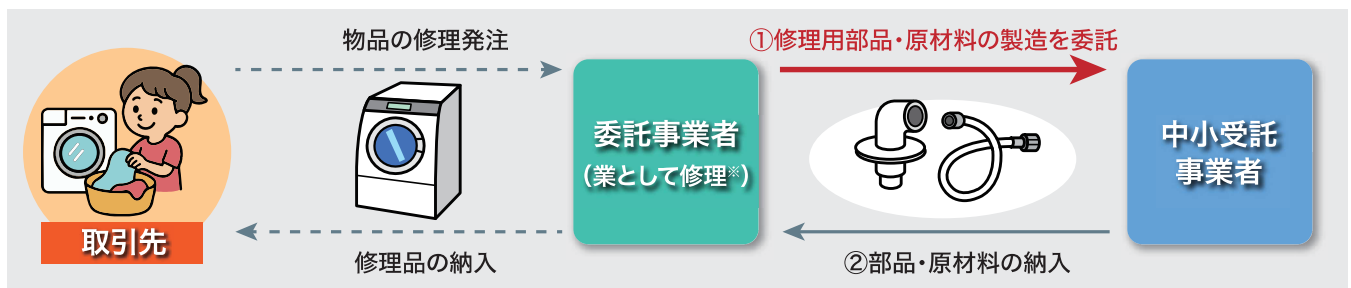 物品の修理発注
①修理用部品・原材料の製造を委託
委託事業者
（業として修理※）
中小受託
事業者
取引先
修理品の納入
②部品・原材料の納入